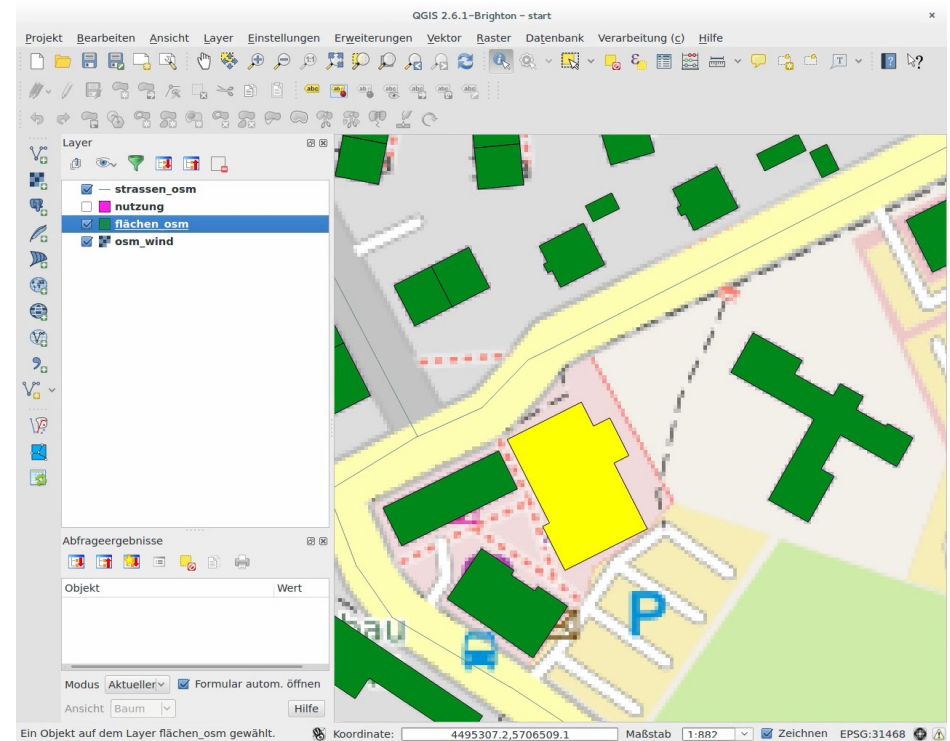 QGIS 2.6.1-Brighton – start
Projekt Bearbeiten Ansicht Layer Einstellungen Erweiterungen Vektor Raster Datenbank Verarbeitung (c) Hilfe
Layer
strassen_osm
nutzung
flächen_osm
osm_wind
Abfrageergebnisse
Objekt Wert
Modus Aktueller Formular autom. öffnen
Ansicht Baum Hilfe
bau
P
Ein Objekt auf dem Layer flächen_osm gewählt. Koordinate: 4495307.2,5706509.1 Maßstab 1:882 Zeichnen EPSG:31468